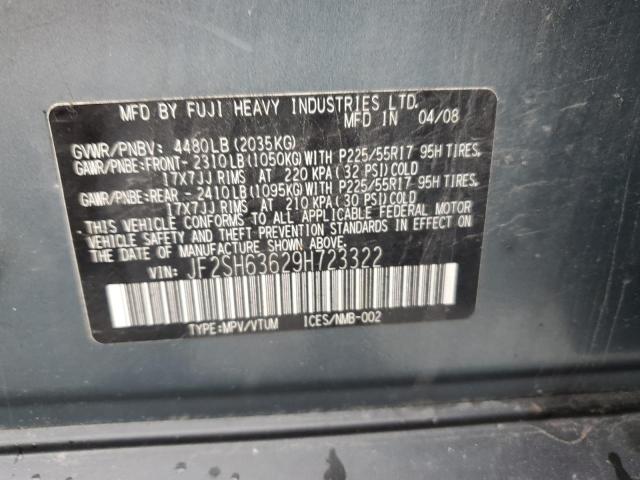 MFD BY FUJI HEAVY INDUSTRIES LTD.
MFD IN 04/08
GVWR/PNBV: 4480LB (2035KG)
GAWR/PNBE: FRONT- 2310LB (1050KG) WITH P225/55R17 95H TIRES,
17X7JJ RIMS AT 220 KPA (32 PSI) COLD
GAWR/PNBE: REAR - 2410LB (1095KG) WITH P225/55R17 95H TIRES,
17X7JJ RIMS AT 210 KPA (30 PSI) COLD
THIS VEHICLE CONFORMS TO ALL APPLICABLE FEDERAL MOTOR
VEHICLE SAFETY AND THEFT PREVENTION STANDARDS IN EFFECT
ON THE DATE OF MANUFACTURE SHOWN ABOVE.
VIN: JF2SH63629H723322
TYPE:MPV/VTUM ICES/NMB-002